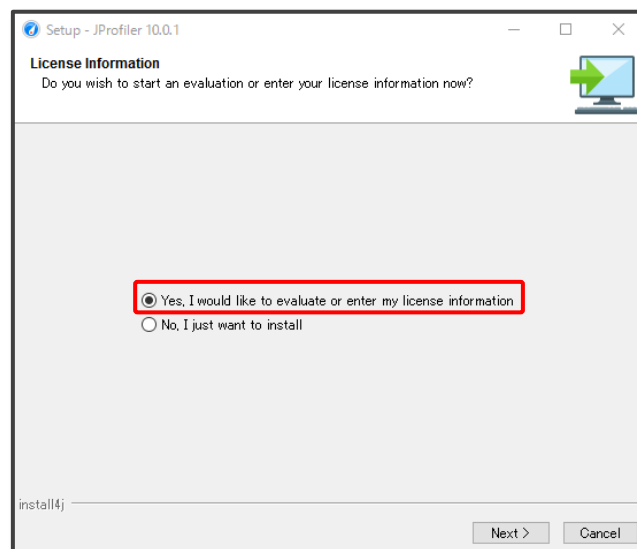 Setup - JProfiler 10.0.1
License Information
Do you wish to start an evaluation or enter your license information now?
Yes, I would like to evaluate or enter my license information
No, I just want to install
install4j
Next >
Cancel